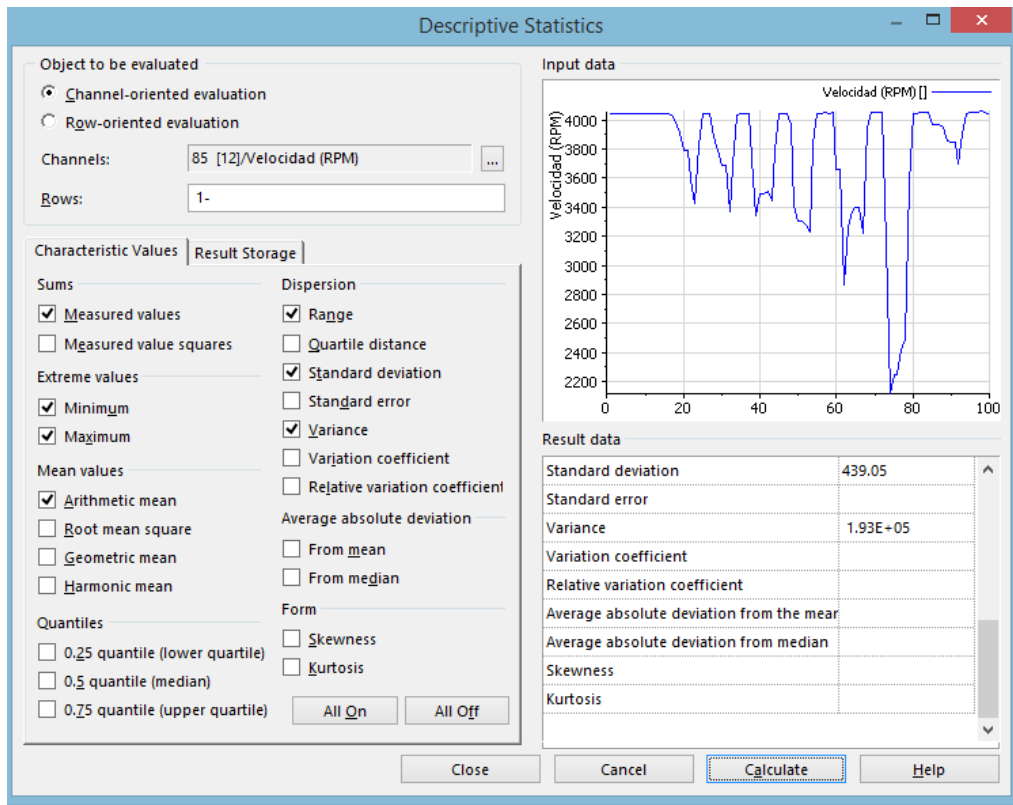 Descriptive Statistics
Object to be evaluated
Channel-oriented evaluation
Row-oriented evaluation
Channels: 85 [12]/Velocidad (RPM) ...
Rows: 1-
Characteristic Values Result Storage
Sums
Measured values
Measured value squares
Extreme values
Minimum
Maximum
Mean values
Arithmetic mean
Root mean square
Geometric mean
Harmonic mean
Quantiles
0.25 quantile (lower quartile)
0.5 quantile (median)
0.75 quantile (upper quartile)
Dispersion
Range
Quartile distance
Standard deviation
Standard error
Variance
Variation coefficient
Relative variation coefficient
Average absolute deviation
From mean
From median
Form
Skewness
Kurtosis
All On All Off
Input data
Velocidad (RPM) []
Velocidad (RPM)
4000
3800
3600
3400
3200
3000
2800
2600
2400
2200
0 20 40 60 80 100
Result data
Standard deviation 439.05
Standard error
Variance 1.93E+05
Variation coefficient
Relative variation coefficient
Average absolute deviation from the mear
Average absolute deviation from median
Skewness
Kurtosis
Close Cancel Calculate Help